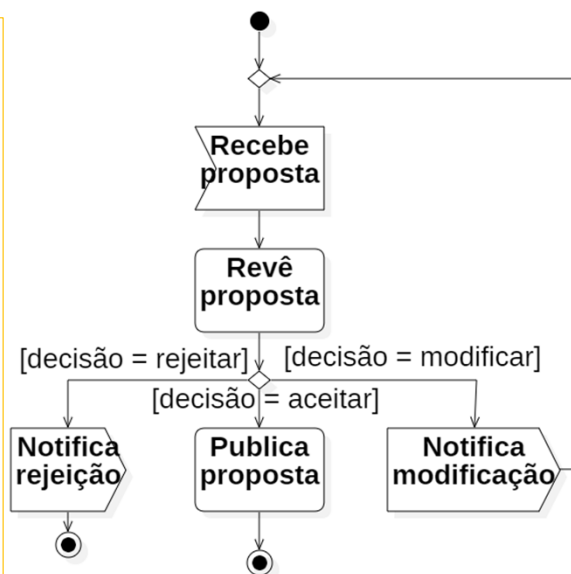 Recebe
proposta
Revê
proposta
[decisão = rejeitar]
[decisão = modificar]
[decisão = aceitar]
Notifica
rejeição
Publica
proposta
Notifica
modificação